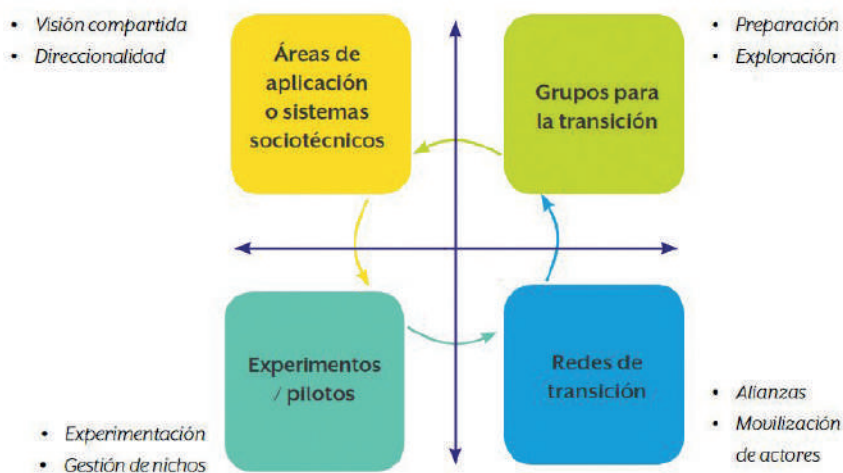 • Visión compartida
• Direccionalidad
Áreas de
aplicación
o sistemas
sociotécnicos
Grupos para
la transición
• Preparación
• Exploración
Experimentos
/ pilotos
Redes de
transición
• Experimentación
• Gestión de nichos
• Alianzas
• Movilización
de actores